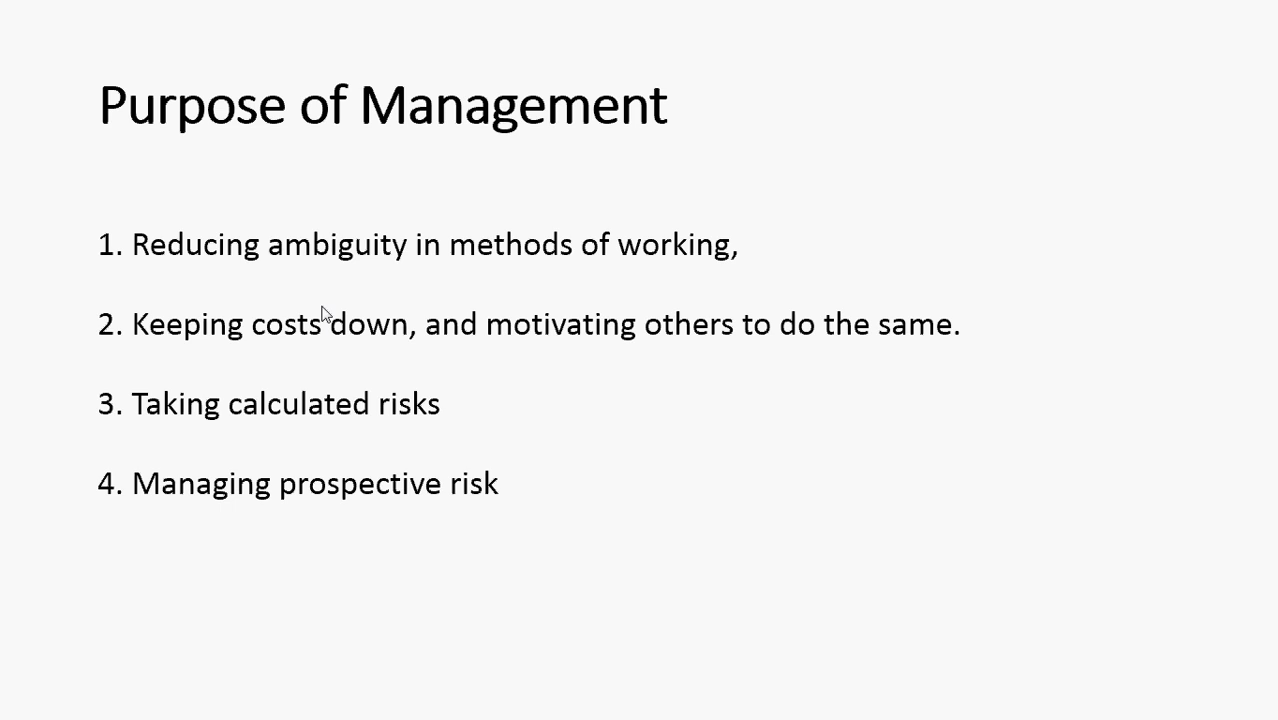 Purpose of Management
1. Reducing ambiguity in methods of working,
2. Keeping costs down, and motivating others to do the same.
3. Taking calculated risks
4. Managing prospective risk